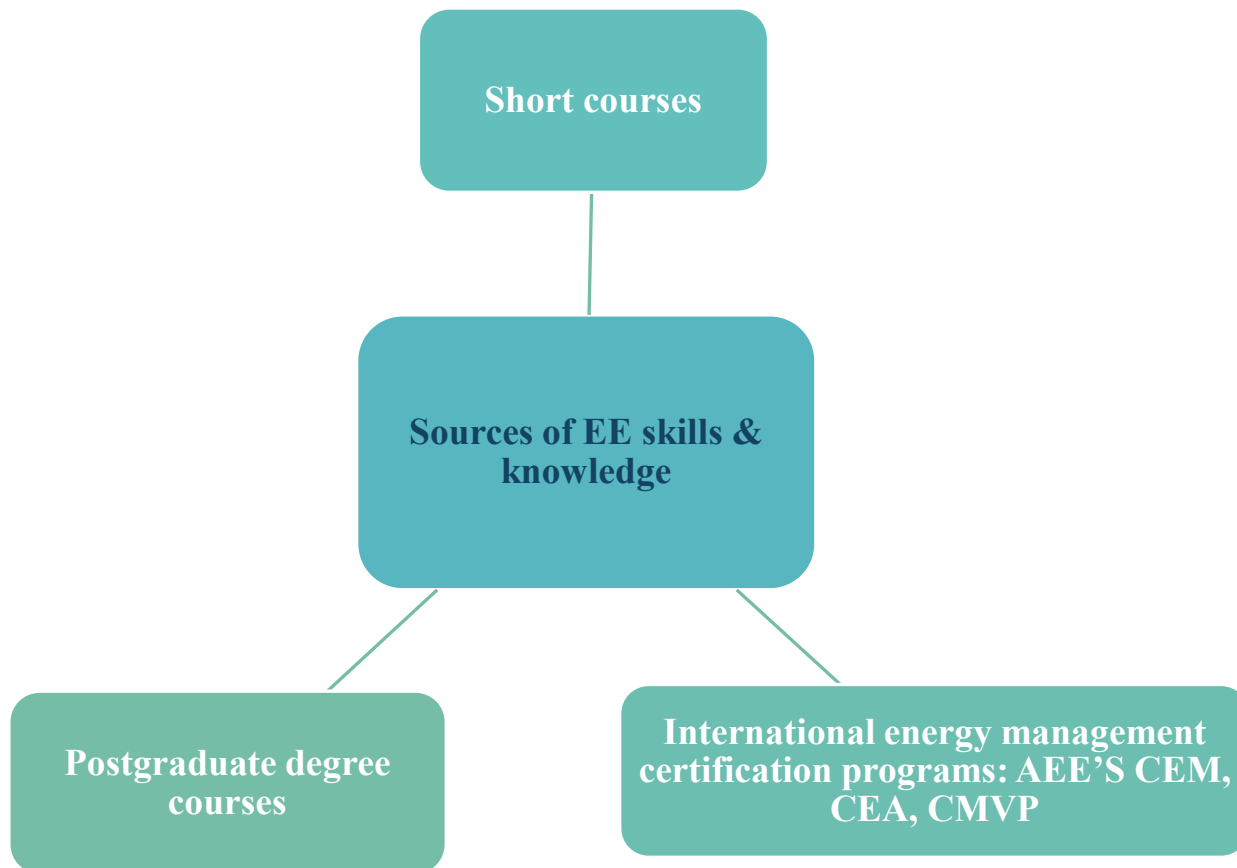 Short courses
Sources of EE skills &
knowledge
Postgraduate degree
courses
International energy management
certification programs: AEE’S CEM,
CEA, CMVP